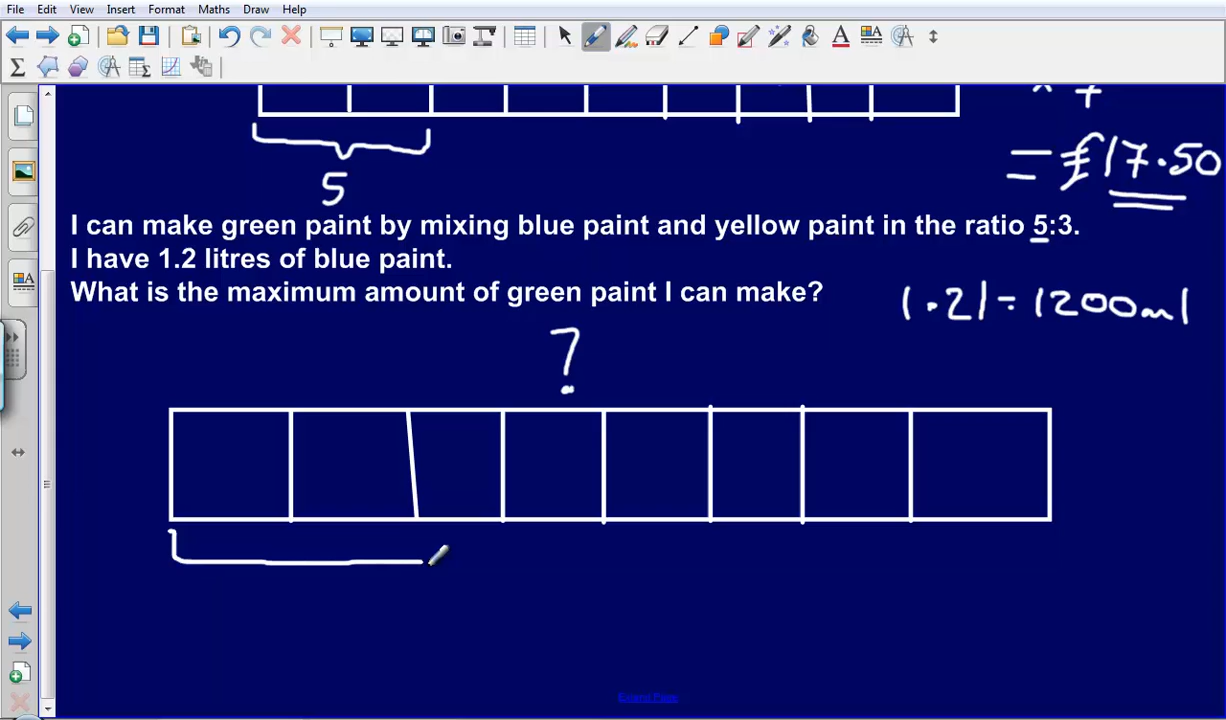 File Edit View Insert Format Maths Draw Help
= £17.50
5
I can make green paint by mixing blue paint and yellow paint in the ratio 5:3.
I have 1.2 litres of blue paint.
What is the maximum amount of green paint I can make?
1.2l = 1200ml
?
Extend Page